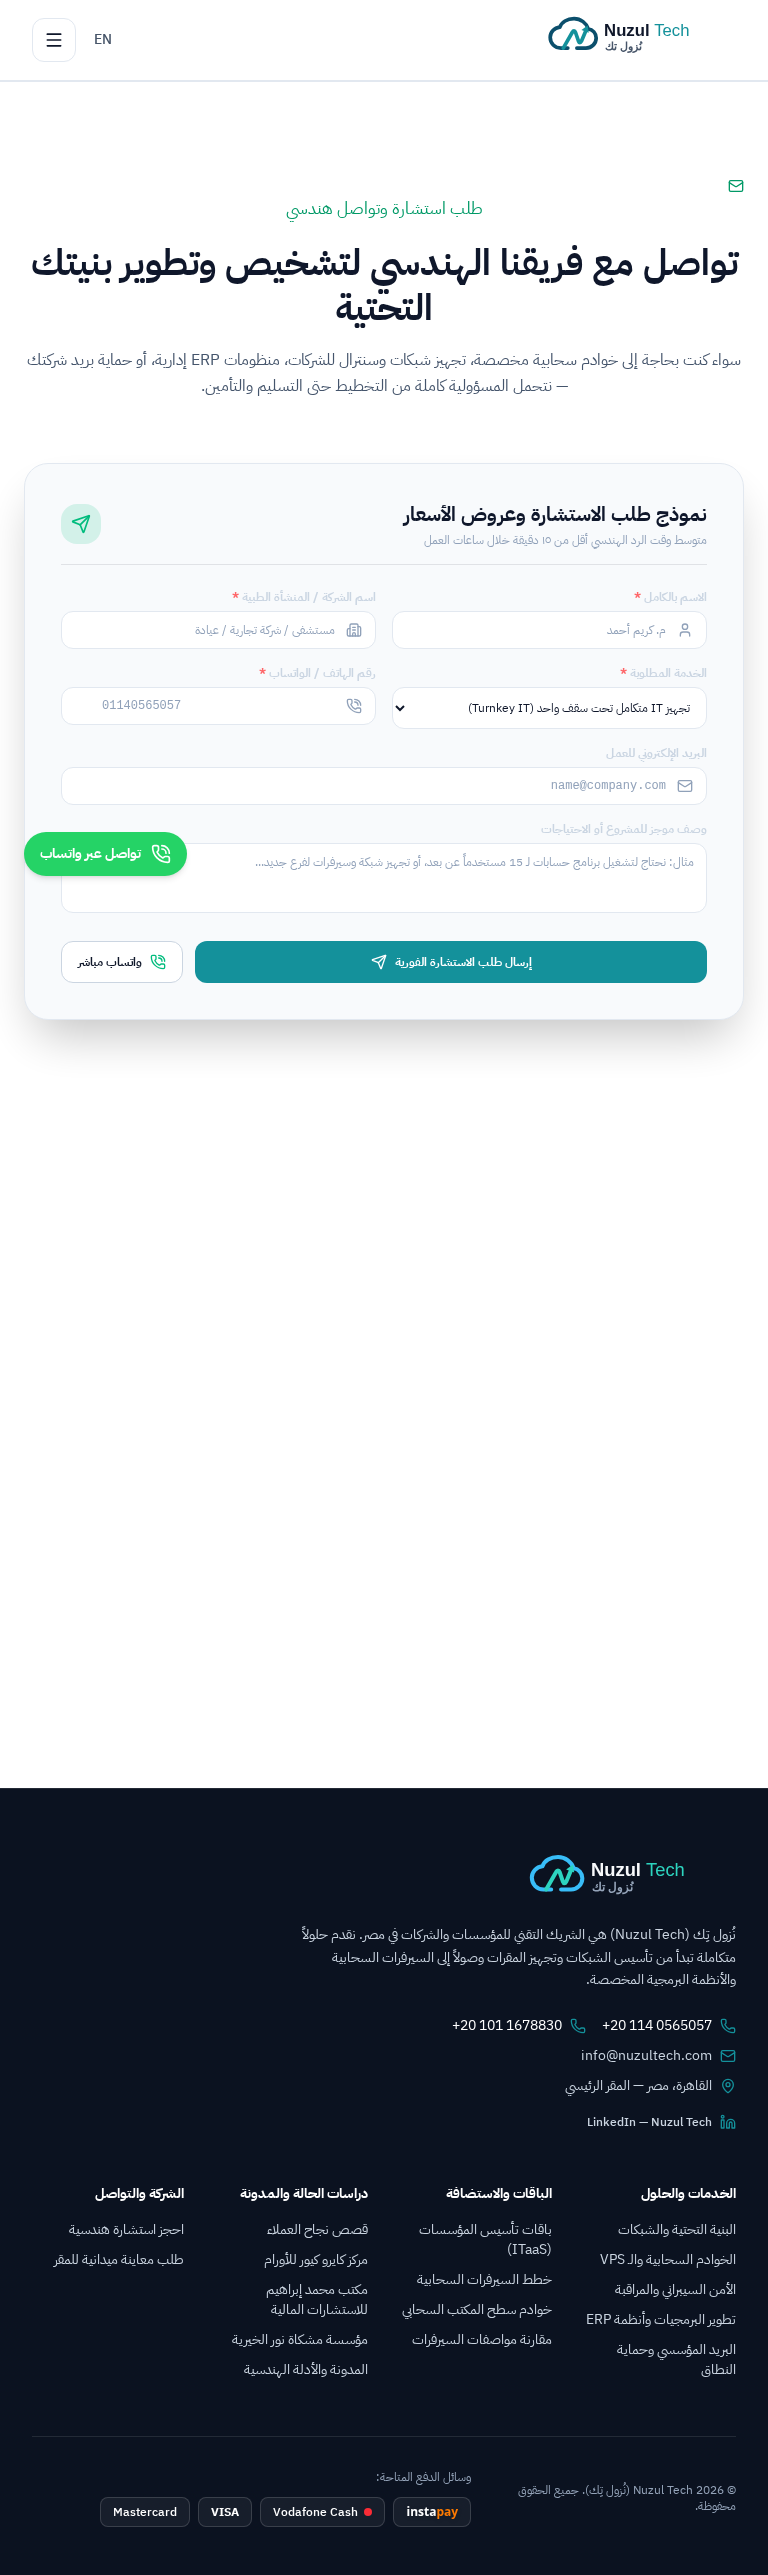 Nuzul Tech
نُزول تك
EN
طلب استشارة وتواصل هندسي
تواصل مع فريقنا الهندسي لتشخيص وتطوير بنيتك
التحتية
سواء كنت بحاجة إلى خوادم سحابية مخصصة، تجهيز شبكات وسنترال للشركات، منظومات ERP إدارية، أو حماية بريد شركتك
— نتحمل المسؤولية كاملة من التخطيط حتى التسليم والتأمين.
نموذج طلب الاستشارة وعروض الأسعار
متوسط وقت الرد الهندسي أقل من ١٥ دقيقة خلال ساعات العمل
الاسم بالكامل *
اسم الشركة / المنشأة الطبية *
م. كريم أحمد
مستشفى / شركة تجارية / عيادة
الخدمة المطلوبة *
رقم الهاتف / الواتساب *
تجهيز IT متكامل تحت سقف واحد (Turnkey IT)
01140565057
البريد الإلكتروني للعمل
name@company.com
وصف موجز للمشروع أو الاحتياجات
مثال: نحتاج لتشغيل برنامج حسابات لـ 15 مستخدماً عن بعد، أو تجهيز شبكة وسيرفرات لفرع جديد...
تواصل عبر واتساب
إرسال طلب الاستشارة الفورية
واتساب مباشر
Nuzul Tech
نُزول تك
نُزول تِك (Nuzul Tech) هي الشريك التقني للمؤسسات والشركات في مصر. نقدم حلولاً
متكاملة تبدأ من تأسيس الشبكات وتجهيز المقرات وصولاً إلى السيرفرات السحابية
والأنظمة البرمجية المخصصة.
+20 114 0565057
+20 101 1678830
info@nuzultech.com
القاهرة، مصر — المقر الرئيسي
LinkedIn — Nuzul Tech
الخدمات والحلول
البنية التحتية والشبكات
الخوادم السحابية والـ VPS
الأمن السيبراني والمراقبة
تطوير البرمجيات وأنظمة ERP
البريد المؤسسي وحماية
النطاق
الباقات والاستضافة
باقات تأسيس المؤسسات
(ITaaS)
خطط السيرفرات السحابية
خوادم سطح المكتب السحابي
مقارنة مواصفات السيرفرات
دراسات الحالة والمدونة
قصص نجاح العملاء
مركز كايرو كيور للأورام
مكتب محمد إبراهيم
للاستشارات المالية
مؤسسة مشكاة نور الخيرية
المدونة والأدلة الهندسية
الشركة والتواصل
احجز استشارة هندسية
طلب معاينة ميدانية للمقر
© 2026 Nuzul Tech (نُزول تِك). جميع الحقوق
محفوظة.
وسائل الدفع المتاحة:
instapay
Vodafone Cash
VISA
Mastercard